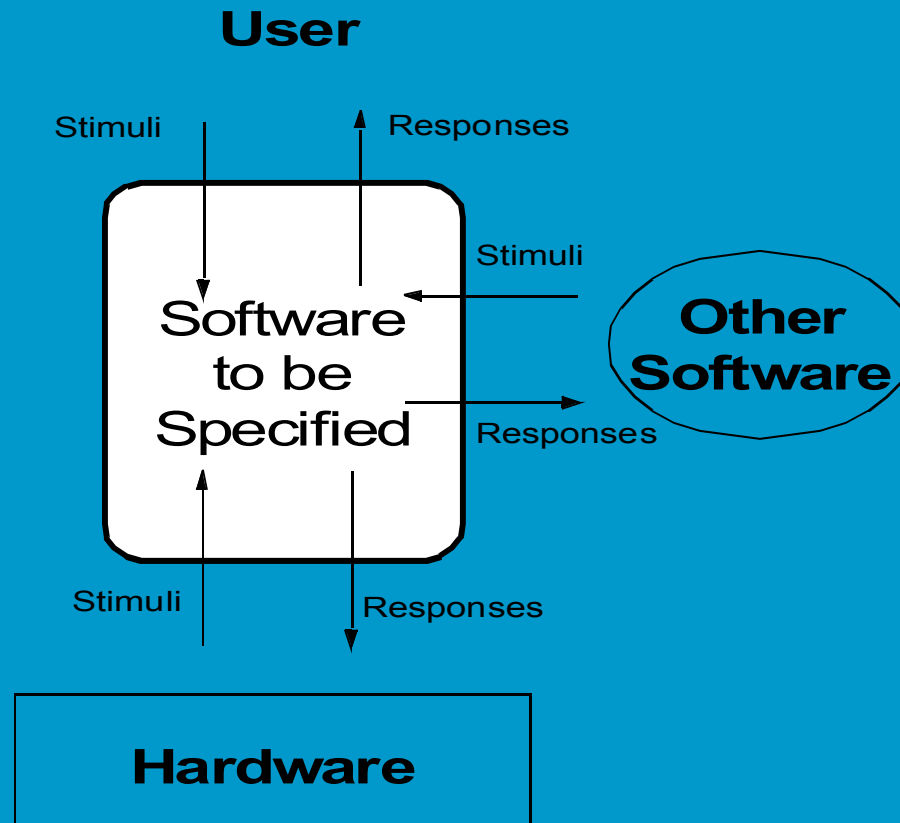 User
Stimuli
Responses
Stimuli
Software
to be
Specified
Other
Software
Responses
Stimuli
Responses
Hardware